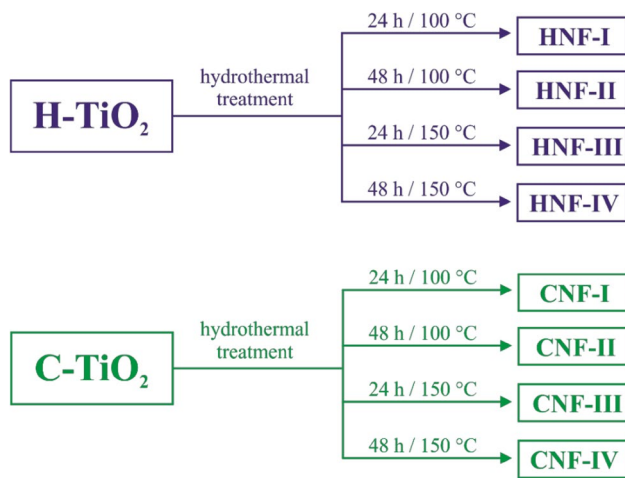 24 h / 100 °C
HNF-I
hydrothermal
treatment
48 h / 100 °C
HNF-II
H-TiO₂
24 h / 150 °C
HNF-III
48 h / 150 °C
HNF-IV
24 h / 100 °C
CNF-I
hydrothermal
treatment
48 h / 100 °C
CNF-II
C-TiO₂
24 h / 150 °C
CNF-III
48 h / 150 °C
CNF-IV